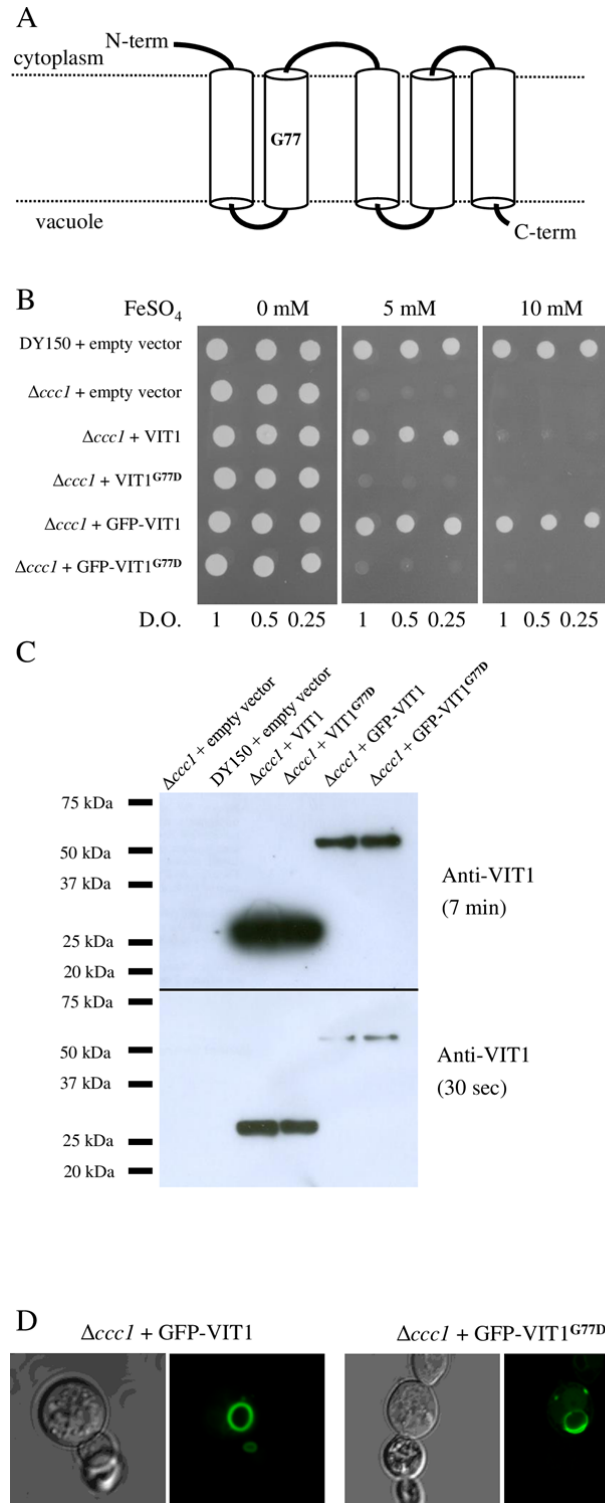 A
N-term
cytoplasm
G77
vacuole
C-term
B
FeSO4 0 mM 5 mM 10 mM
DY150 + empty vector
Δccc1 + empty vector
Δccc1 + VIT1
Δccc1 + VIT1G77D
Δccc1 + GFP-VIT1
Δccc1 + GFP-VIT1G77D
D.O. 1 0.5 0.25 1 0.5 0.25 1 0.5 0.25
C
Δccc1 + empty vector
DY150 + empty vector
Δccc1 + VIT1
Δccc1 + VIT1G77D
Δccc1 + GFP-VIT1
Δccc1 + GFP-VIT1G77D
75 kDa
50 kDa
37 kDa
25 kDa
20 kDa
Anti-VIT1
(7 min)
75 kDa
50 kDa
37 kDa
25 kDa
20 kDa
Anti-VIT1
(30 sec)
D
Δccc1 + GFP-VIT1 Δccc1 + GFP-VIT1G77D